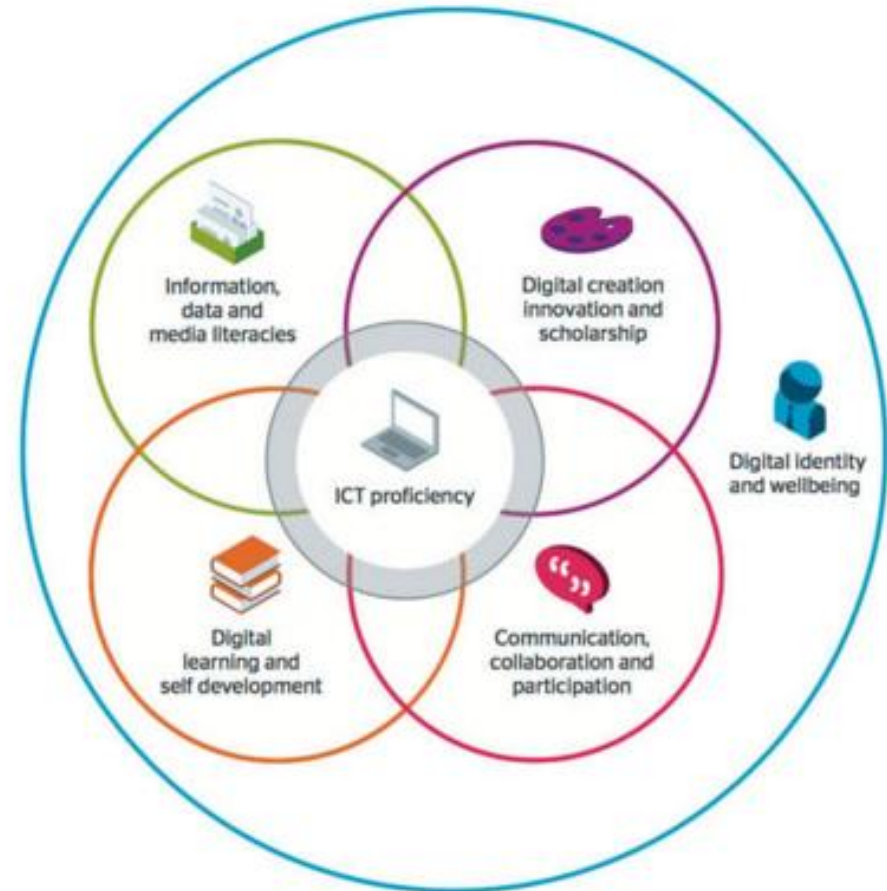 Information,
data and
media literacies
Digital creation
innovation and
scholarship
ICT proficiency
Digital identity
and wellbeing
Digital
learning and
self development
Communication,
collaboration and
participation